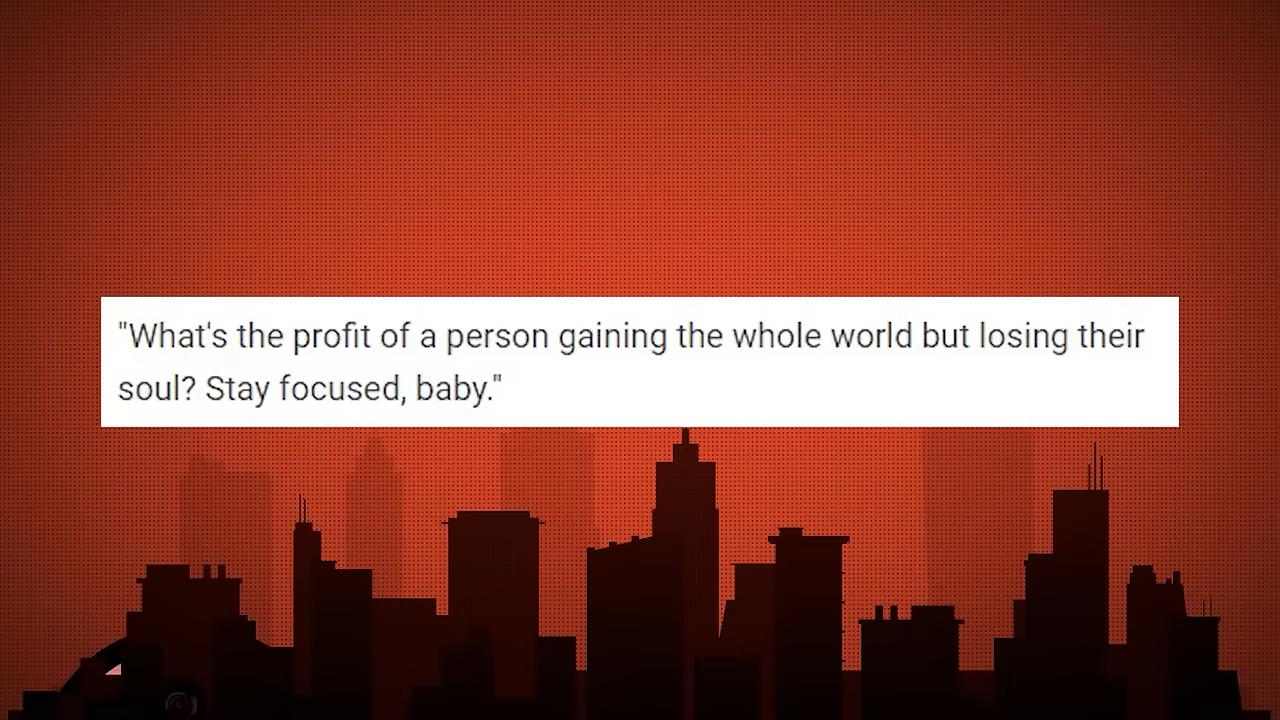 "What's the profit of a person gaining the whole world but losing their
soul? Stay focused, baby."